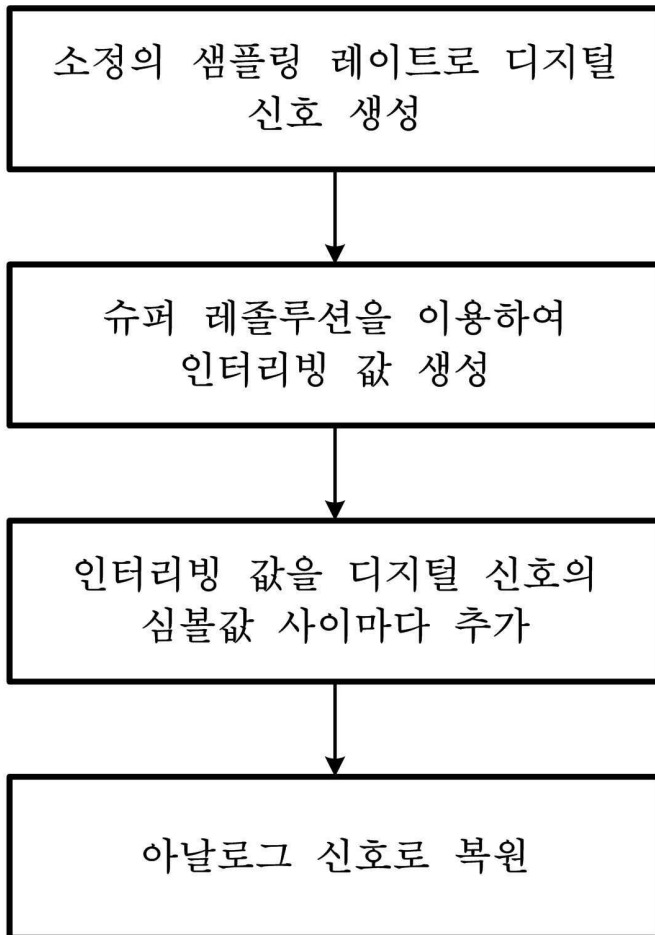 소정의 샘플링 레이트로 디지털
신호 생성
슈퍼 레졸루션을 이용하여
인터리빙 값 생성
인터리빙 값을 디지털 신호의
심볼값 사이마다 추가
아날로그 신호로 복원